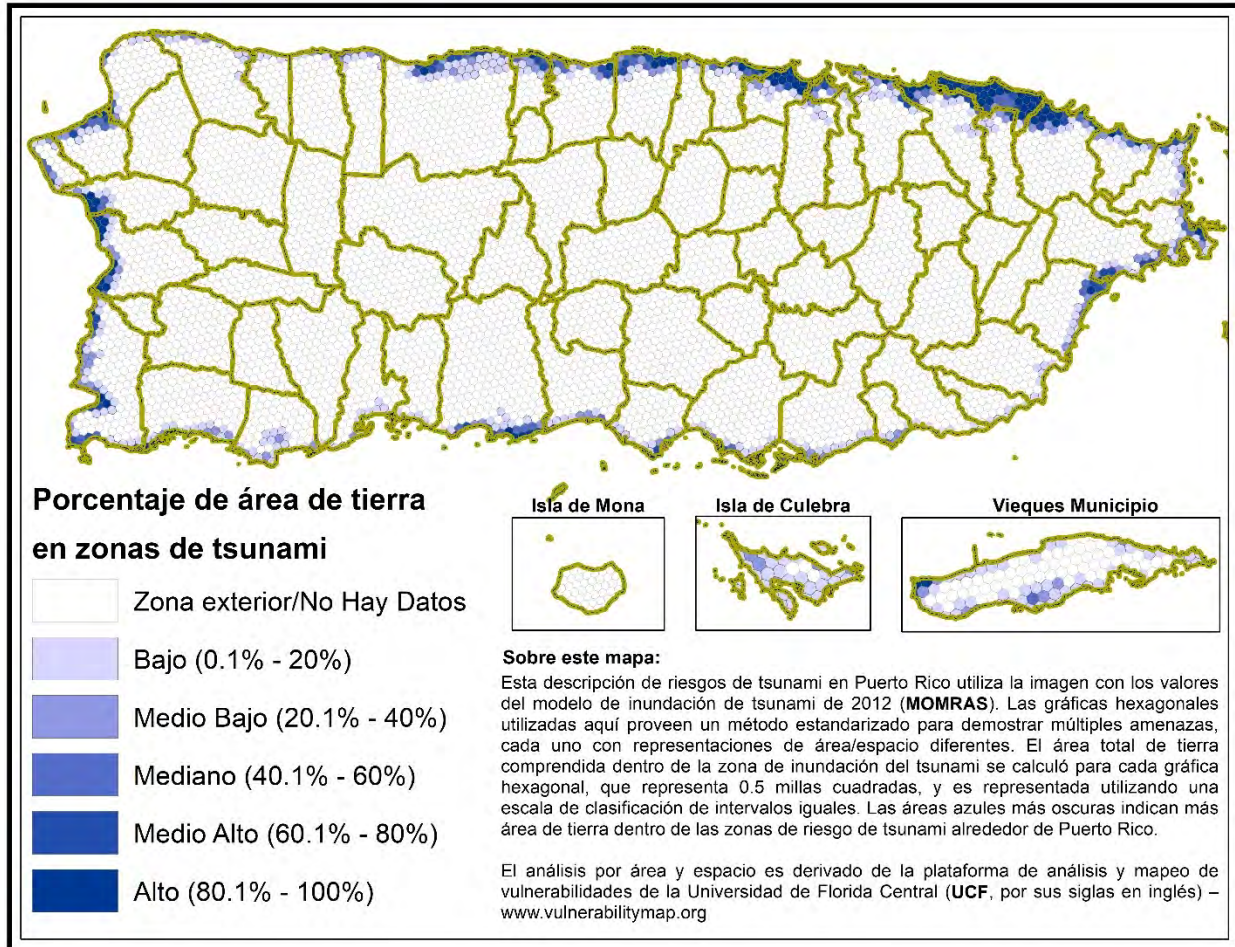 Porcentaje de área de tierra
en zonas de tsunami
Zona exterior/No Hay Datos
Bajo (0.1% - 20%)
Medio Bajo (20.1% - 40%)
Mediano (40.1% - 60%)
Medio Alto (60.1% - 80%)
Alto (80.1% - 100%)
Isla de Mona
Isla de Culebra
Vieques Municipio
Sobre este mapa:
Esta descripción de riesgos de tsunami en Puerto Rico utiliza la imagen con los valores
del modelo de inundación de tsunami de 2012 (MOMRAS). Las gráficas hexagonales
utilizadas aquí proveen un método estandarizado para demostrar múltiples amenazas,
cada uno con representaciones de área/espacio diferentes. El área total de tierra
comprendida dentro de la zona de inundación del tsunami se calculó para cada gráfica
hexagonal, que representa 0.5 millas cuadradas, y es representada utilizando una
escala de clasificación de intervalos iguales. Las áreas azules más oscuras indican más
área de tierra dentro de las zonas de riesgo de tsunami alrededor de Puerto Rico.
El análisis por área y espacio es derivado de la plataforma de análisis y mapeo de
vulnerabilidades de la Universidad de Florida Central (UCF, por sus siglas en inglés) –
www.vulnerabilitymap.org